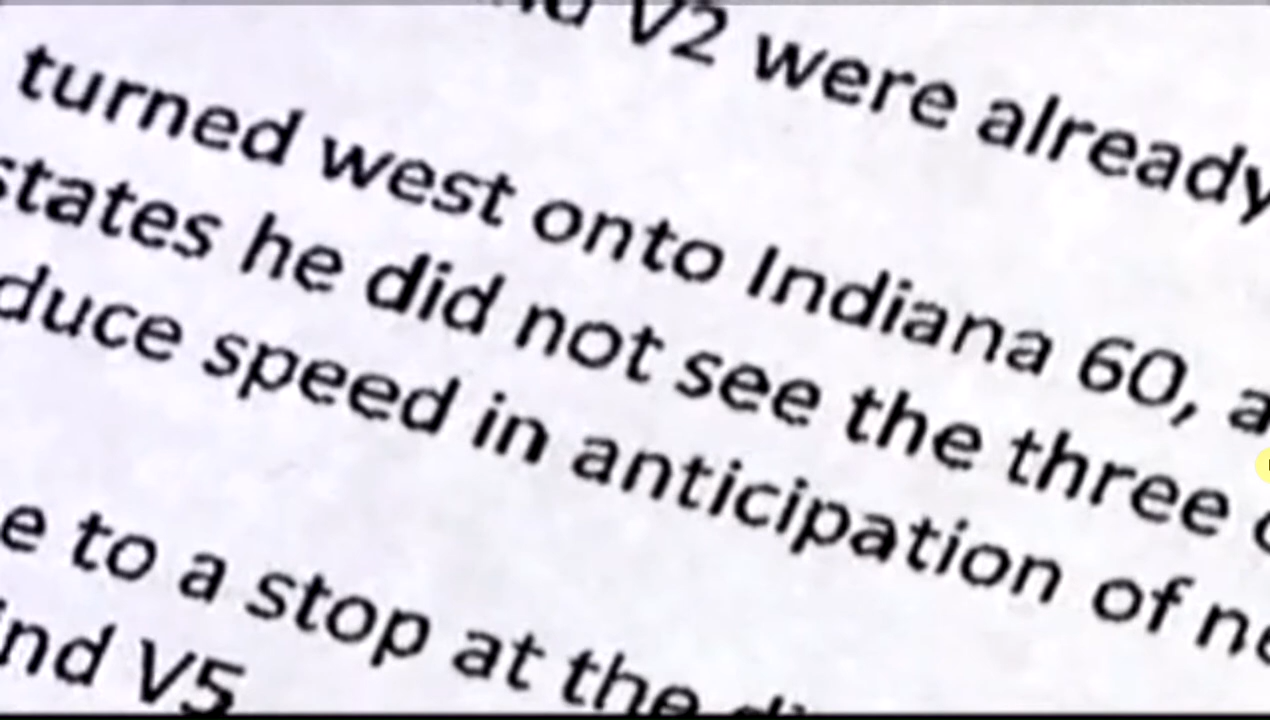 V2 were already
turned west onto Indiana 60, a
states he did not see the three
duce speed in anticipation of
e to a stop at the
ind V5